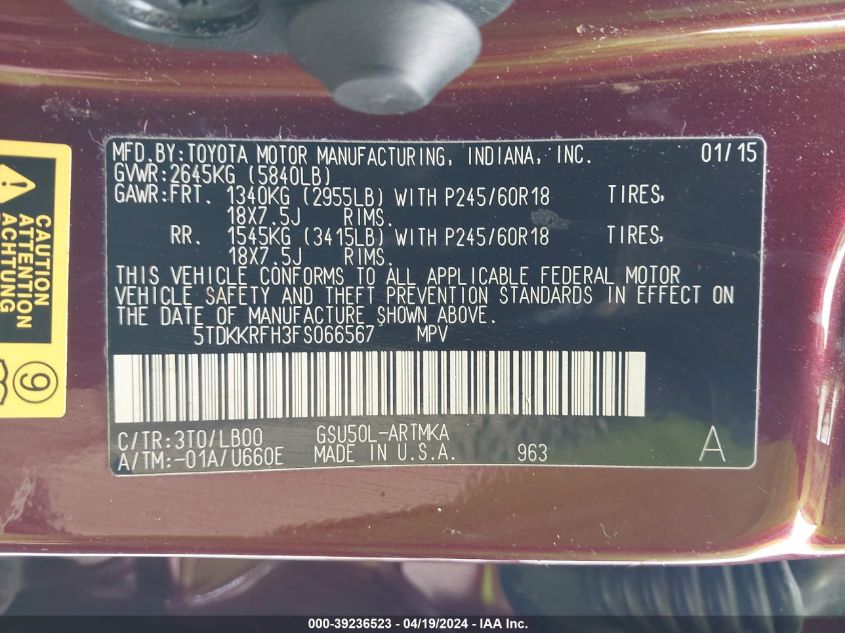 MFD.BY:TOYOTA MOTOR MANUFACTURING, INDIANA, INC. 01/15
GVWR:2645KG (5840LB)
GAWR:FRT. 1340KG (2955LB) WITH P245/60R18 TIRES,
18X7.5J RIMS.
RR. 1545KG (3415LB) WITH P245/60R18 TIRES,
18X7.5J RIMS.
THIS VEHICLE CONFORMS TO ALL APPLICABLE FEDERAL MOTOR
VEHICLE SAFETY AND THEFT PREVENTION STANDARDS IN EFFECT ON
THE DATE OF MANUFACTURE SHOWN ABOVE.
5TDKKRFH3FS066567 MPV
C/TR:3T0/LB00 GSU50L-ARTMKA
A/TM:-01A/U660E MADE IN U.S.A. 963 A
CAUTION
ATTENTION
ACHTUNG
9
000-39236523 - 04/19/2024 - IAA Inc.